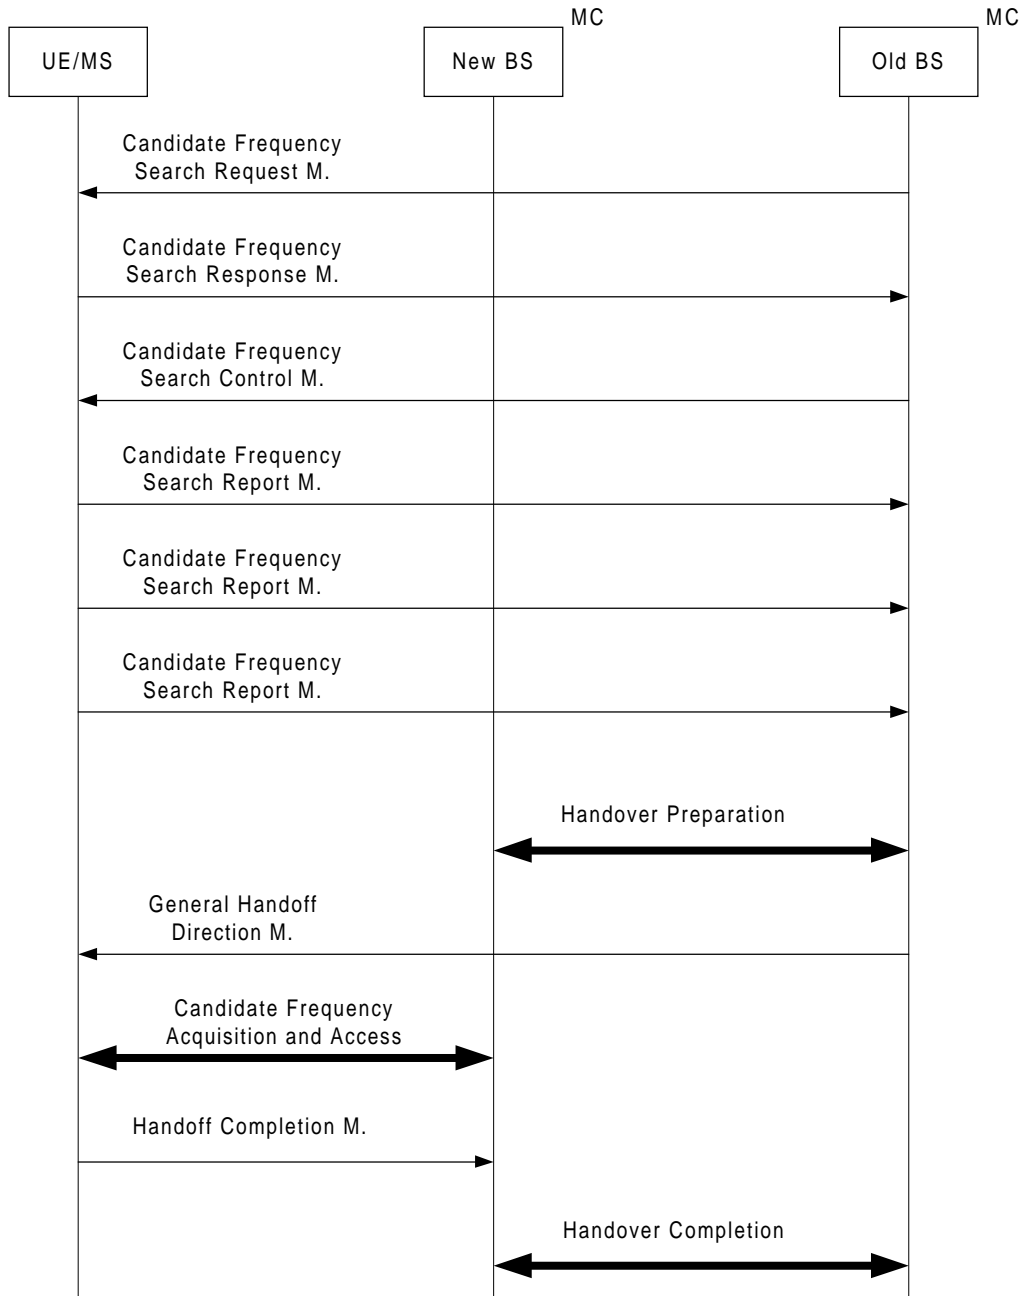 MC
MC
UE/MS
New BS
Old BS
Candidate Frequency
Search Request M.
Candidate Frequency
Search Response M.
Candidate Frequency
Search Control M.
Candidate Frequency
Search Report M.
Candidate Frequency
Search Report M.
Candidate Frequency
Search Report M.
Handover Preparation
General Handoff
Direction M.
Candidate Frequency
Acquisition and Access
Handoff Completion M.
Handover Completion